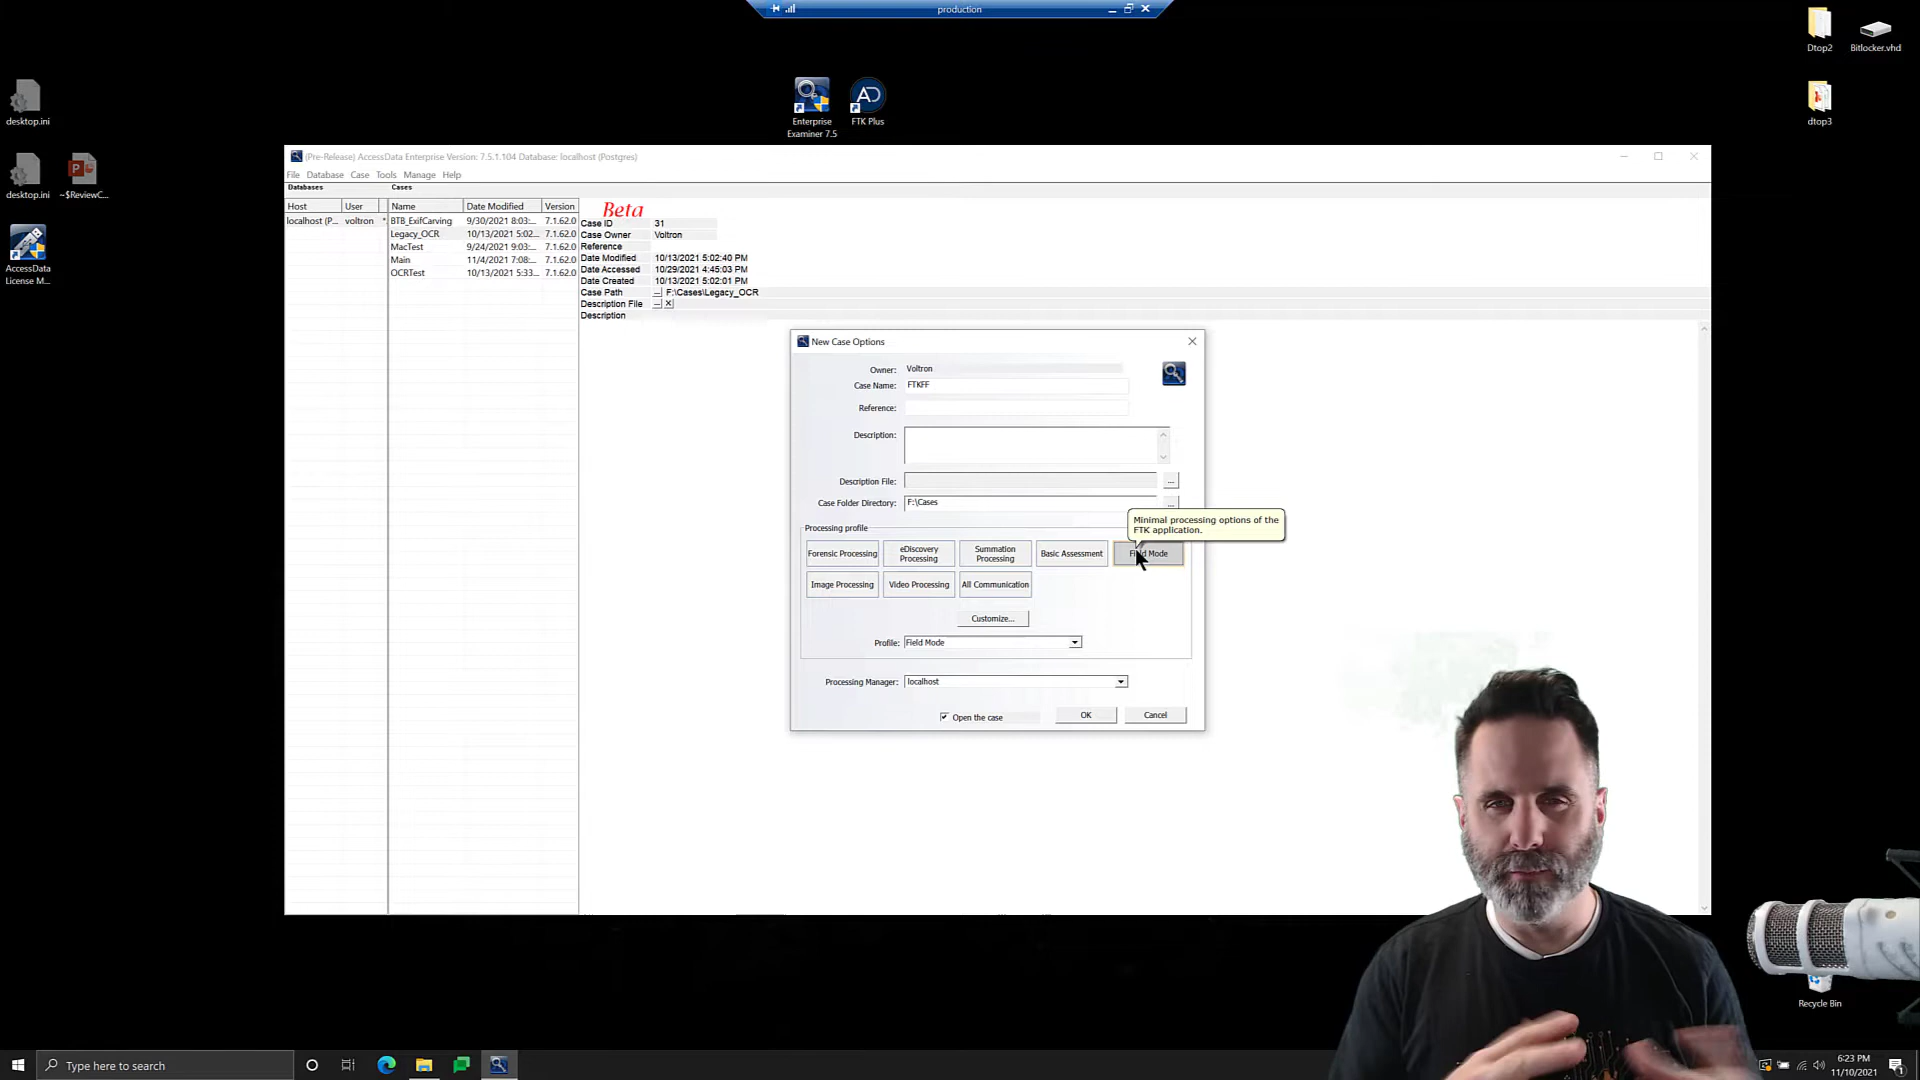 production
Dtop2
Bitlocker.vhd
desktop.ini
Enterprise
Examiner 7.5
FTK Plus
dtop3
(Pre-Release) AccessData Enterprise Version: 7.5.1.104 Database: localhost (Postgres)
File Database Case Tools Manage Help
Databases Cases
Host User Name Date Modified Version
localhost (P... voltron *. BTB_ExifCarving 9/30/2021 8:03:... 7.1.62.0
Legacy_OCR 10/13/2021 5:02... 7.1.62.0
MacTest 9/24/2021 9:03:... 7.1.62.0
Main 11/4/2021 7:08:... 7.1.62.0
OCRTest 10/13/2021 5:33... 7.1.62.0
desktop.ini
~$ReviewC...
AccessData
License M...
Beta
Case ID 31
Case Owner Voltron
Reference
Date Modified 10/13/2021 5:02:40 PM
Date Accessed 10/29/2021 4:45:03 PM
Date Created 10/13/2021 5:02:01 PM
Case Path ... F:\Cases\Legacy_OCR
Description File ... X
Description
New Case Options
Owner: Voltron
Case Name: FTKFF
Reference:
Description:
Description File: ...
Case Folder Directory: F:\Cases ...
Minimal processing options of the
FTK application.
Processing profile
Forensic Processing
eDiscovery
Processing
Summation
Processing
Basic Assessment
Field Mode
Image Processing Video Processing All Communication
Customize...
Profile: Field Mode
Processing Manager: localhost
Open the case OK Cancel
Recycle Bin
Type here to search
6:23 PM
11/10/2021
1